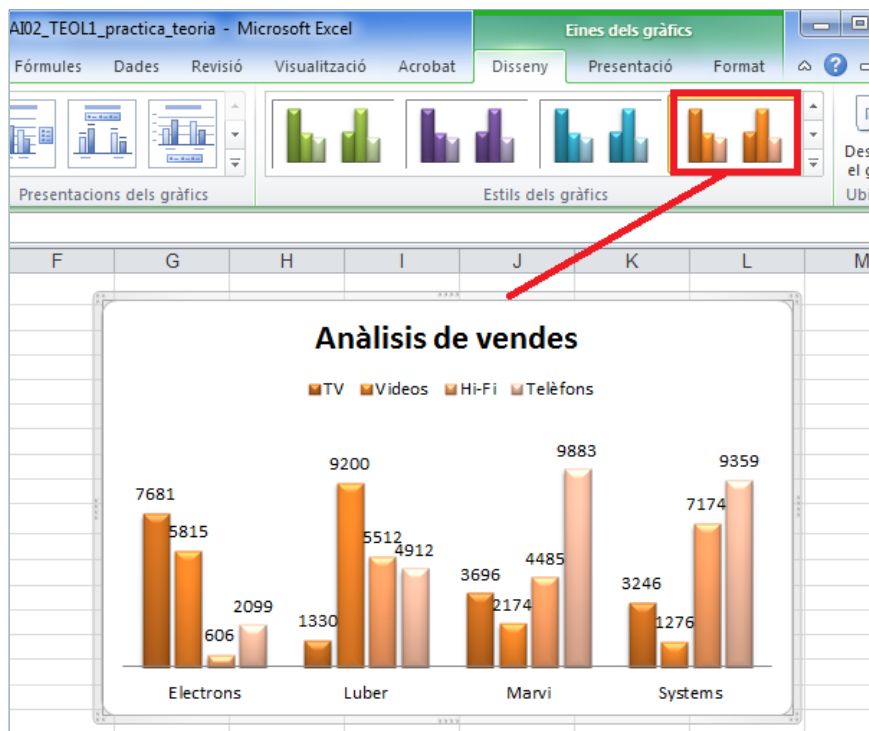 AI02_TEOL1_practica_teoria - Microsoft Excel
Eines dels gràfics
Fórmules Dades Revisió Visualització Acrobat Disseny Presentació Format
Presentacions dels gràfics Estils dels gràfics
F G H I J K L M
Anàlisis de vendes
TV Videos Hi-Fi Telèfons
7681 5815 606 2099
1330 9200 5512 4912
3696 2174 4485 9883
3246 1276 7174 9359
Electrons Luber Marvi Systems